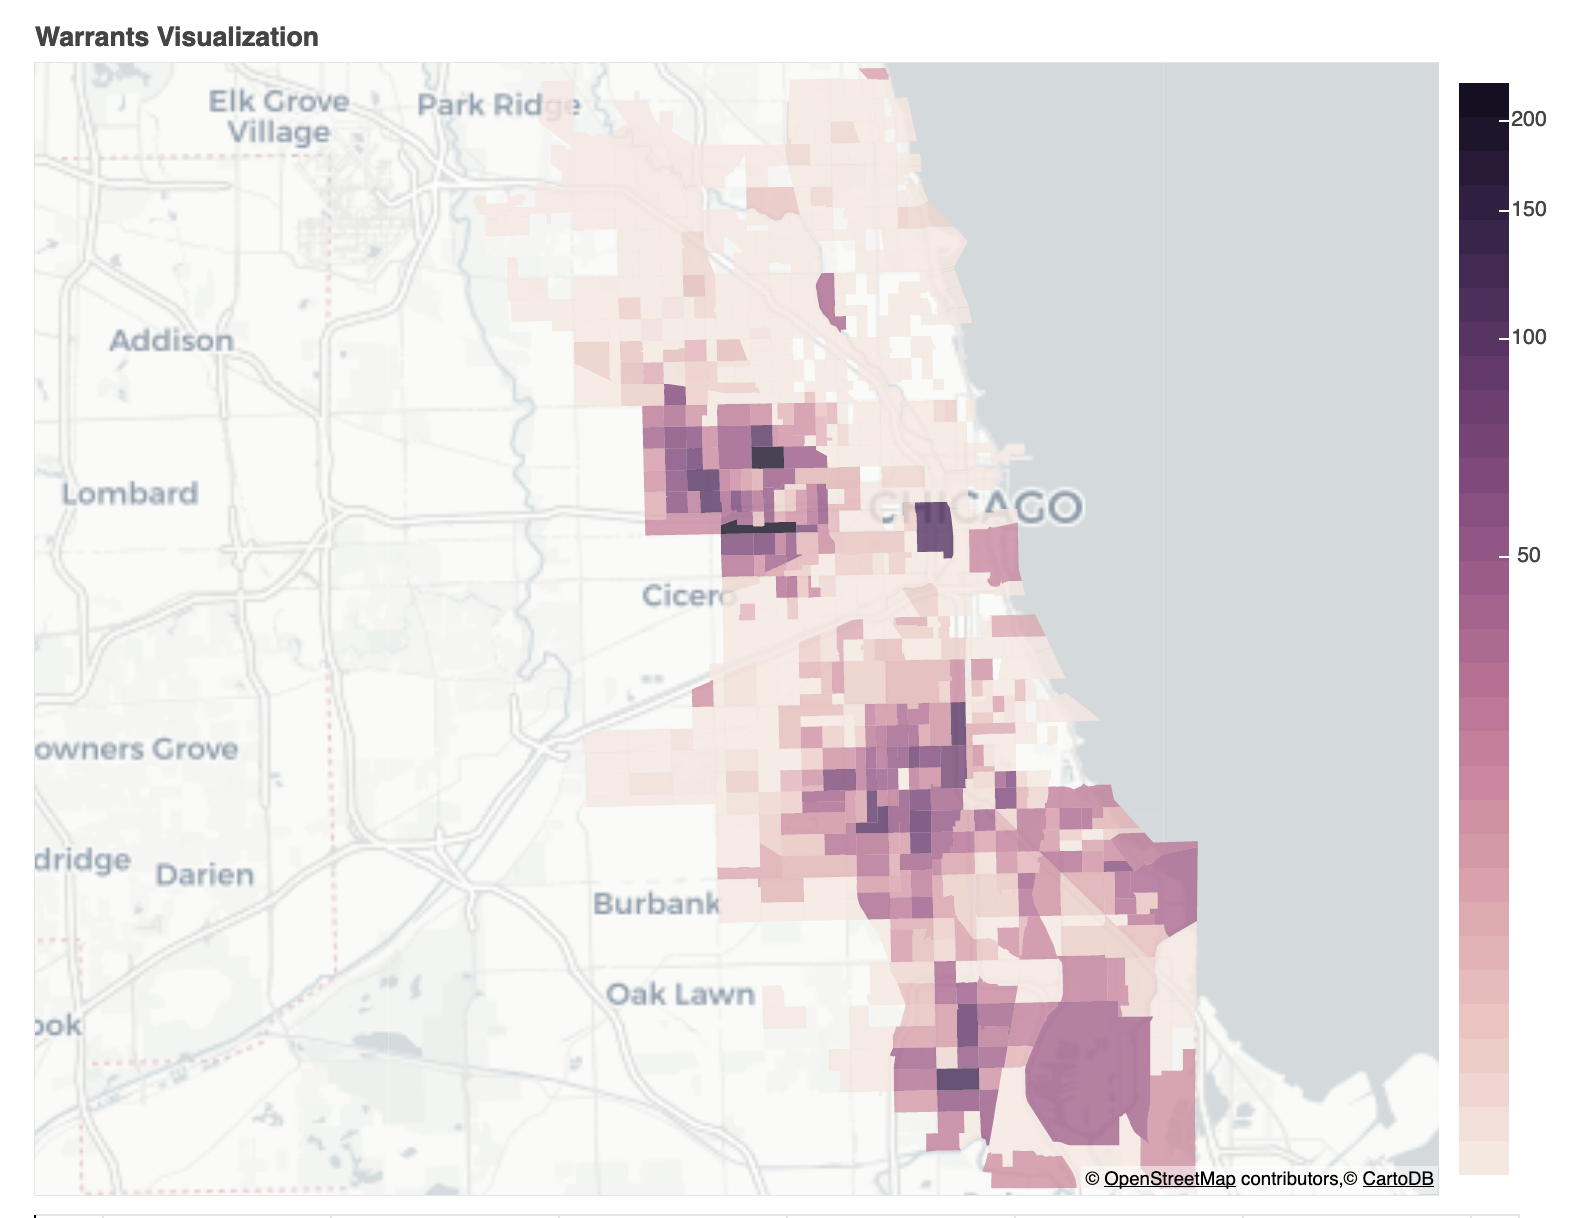 Warrants Visualization
Elk Grove
Village
Park Ridge
200
150
Addison
100
Lombard
CHICAGO
50
Cicero
owners Grove
dridge
Darien
Burbank
Oak Lawn
ook
© OpenStreetMap contributors,© CartoDB